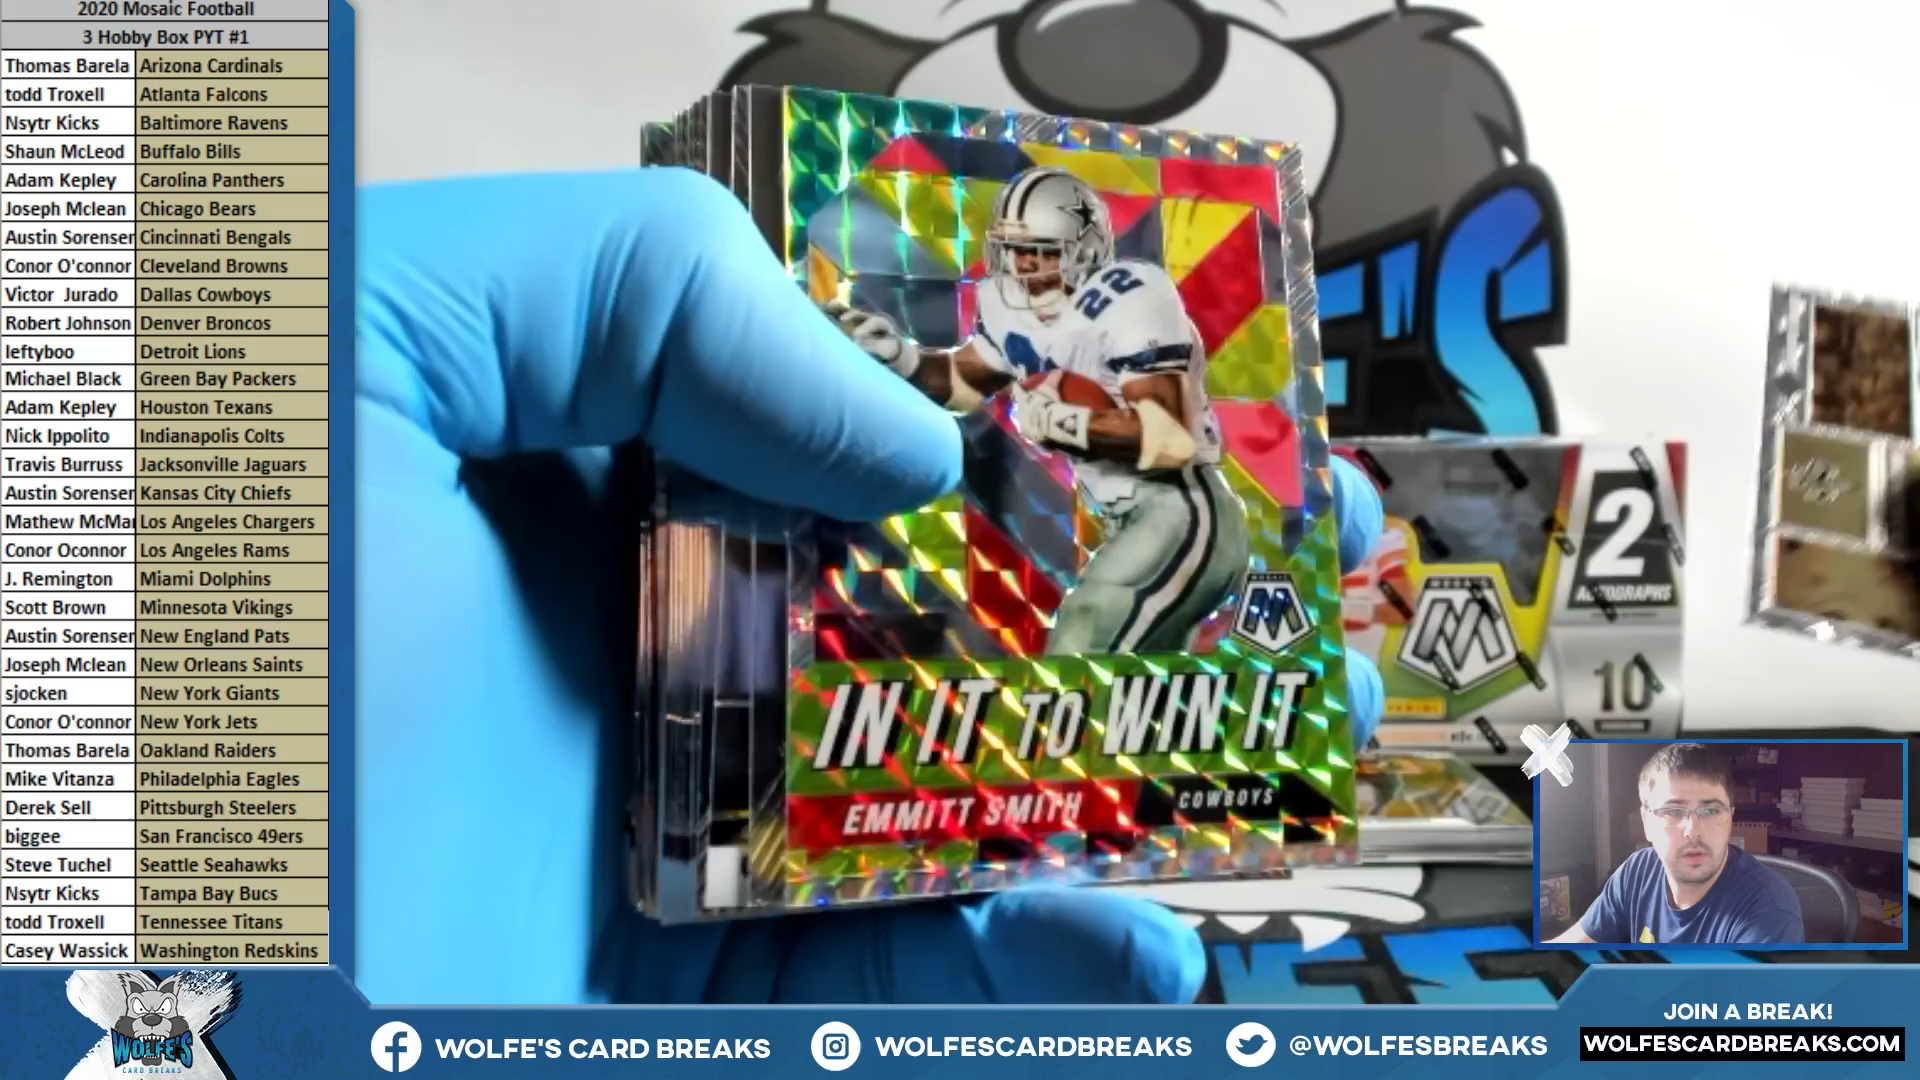 2020 Mosaic Football
3 Hobby Box PYT #1
Thomas Barela Arizona Cardinals
todd Troxell Atlanta Falcons
Nsytr Kicks Baltimore Ravens
Shaun McLeod Buffalo Bills
Adam Kepley Carolina Panthers
Joseph Mclean Chicago Bears
Austin Sorenser Cincinnati Bengals
Conor O'connor Cleveland Browns
Victor Jurado Dallas Cowboys
Robert Johnson Denver Broncos
leftyboo Detroit Lions
Michael Black Green Bay Packers
Adam Kepley Houston Texans
Nick Ippolito Indianapolis Colts
Travis Burruss Jacksonville Jaguars
Austin Sorenser Kansas City Chiefs
Mathew McMar Los Angeles Chargers
Conor Oconnor Los Angeles Rams
J. Remington Miami Dolphins
Scott Brown Minnesota Vikings
Austin Sorenser New England Pats
Joseph Mclean New Orleans Saints
sjocken New York Giants
Conor O'connor New York Jets
Thomas Barela Oakland Raiders
Mike Vitanza Philadelphia Eagles
Derek Sell Pittsburgh Steelers
biggee San Francisco 49ers
Steve Tuchel Seattle Seahawks
Nsytr Kicks Tampa Bay Bucs
todd Troxell Tennessee Titans
Casey Wassick Washington Redskins
22
MOSAIC
IN IT TO WIN IT
EMMITT SMITH
COWBOYS
2
AUTOGRAPHS
MOSAIC
PANINI
10
WOLFE'S
CARD BREAKS
WOLFE'S CARD BREAKS
WOLFESCARDBREAKS
@WOLFESBREAKS
JOIN A BREAK!
WOLFESCARDBREAKS.COM